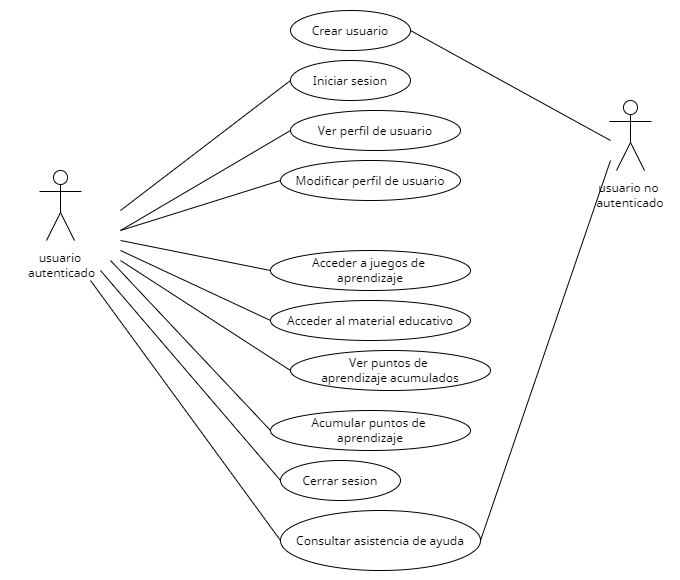 Crear usuario
Iniciar sesion
Ver perfil de usuario
Modificar perfil de usuario
usuario no
autenticado
usuario
autenticado
Acceder a juegos de
aprendizaje
Acceder al material educativo
Ver puntos de
aprendizaje acumulados
Acumular puntos de
aprendizaje
Cerrar sesion
Consultar asistencia de ayuda